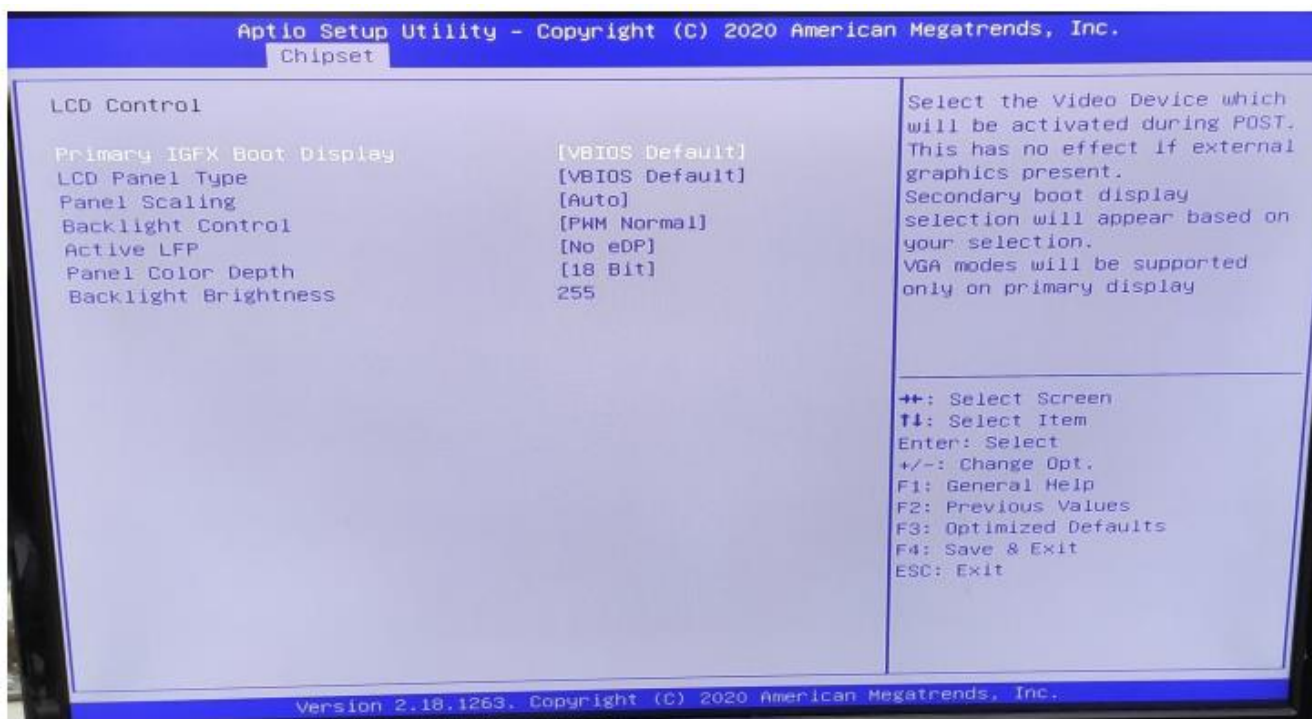 Aptio Setup Utility - Copyright (C) 2020 American Megatrends, Inc.
Chipset
LCD Control
Primary IGFX Boot Display [VBIOS Default]
LCD Panel Type [VBIOS Default]
Panel Scaling [Auto]
Backlight Control [PWM Normal]
Active LFP [No eDP]
Panel Color Depth [18 Bit]
Backlight Brightness 255
Select the Video Device which
will be activated during POST.
This has no effect if external
graphics present.
Secondary boot display
selection will appear based on
your selection.
VGA modes will be supported
only on primary display
→←: Select Screen
↑↓: Select Item
Enter: Select
+/-: Change Opt.
F1: General Help
F2: Previous Values
F3: Optimized Defaults
F4: Save & Exit
ESC: Exit
Version 2.18.1263. Copyright (C) 2020 American Megatrends, Inc.